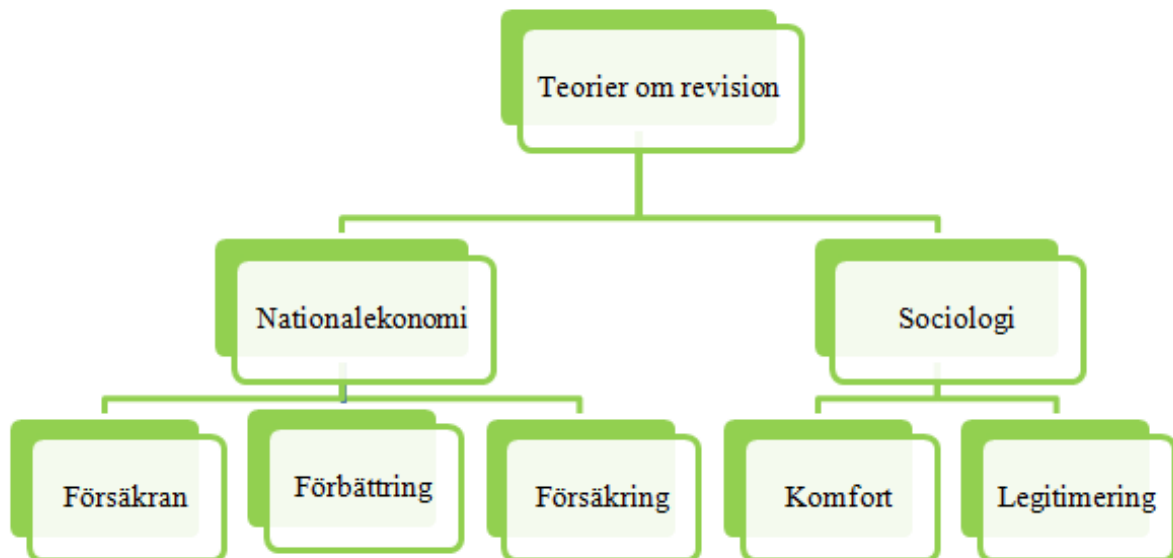 Teorier om revision
Nationalekonomi
Sociologi
Försäkran
Förbättring
Försäkring
Komfort
Legitimering